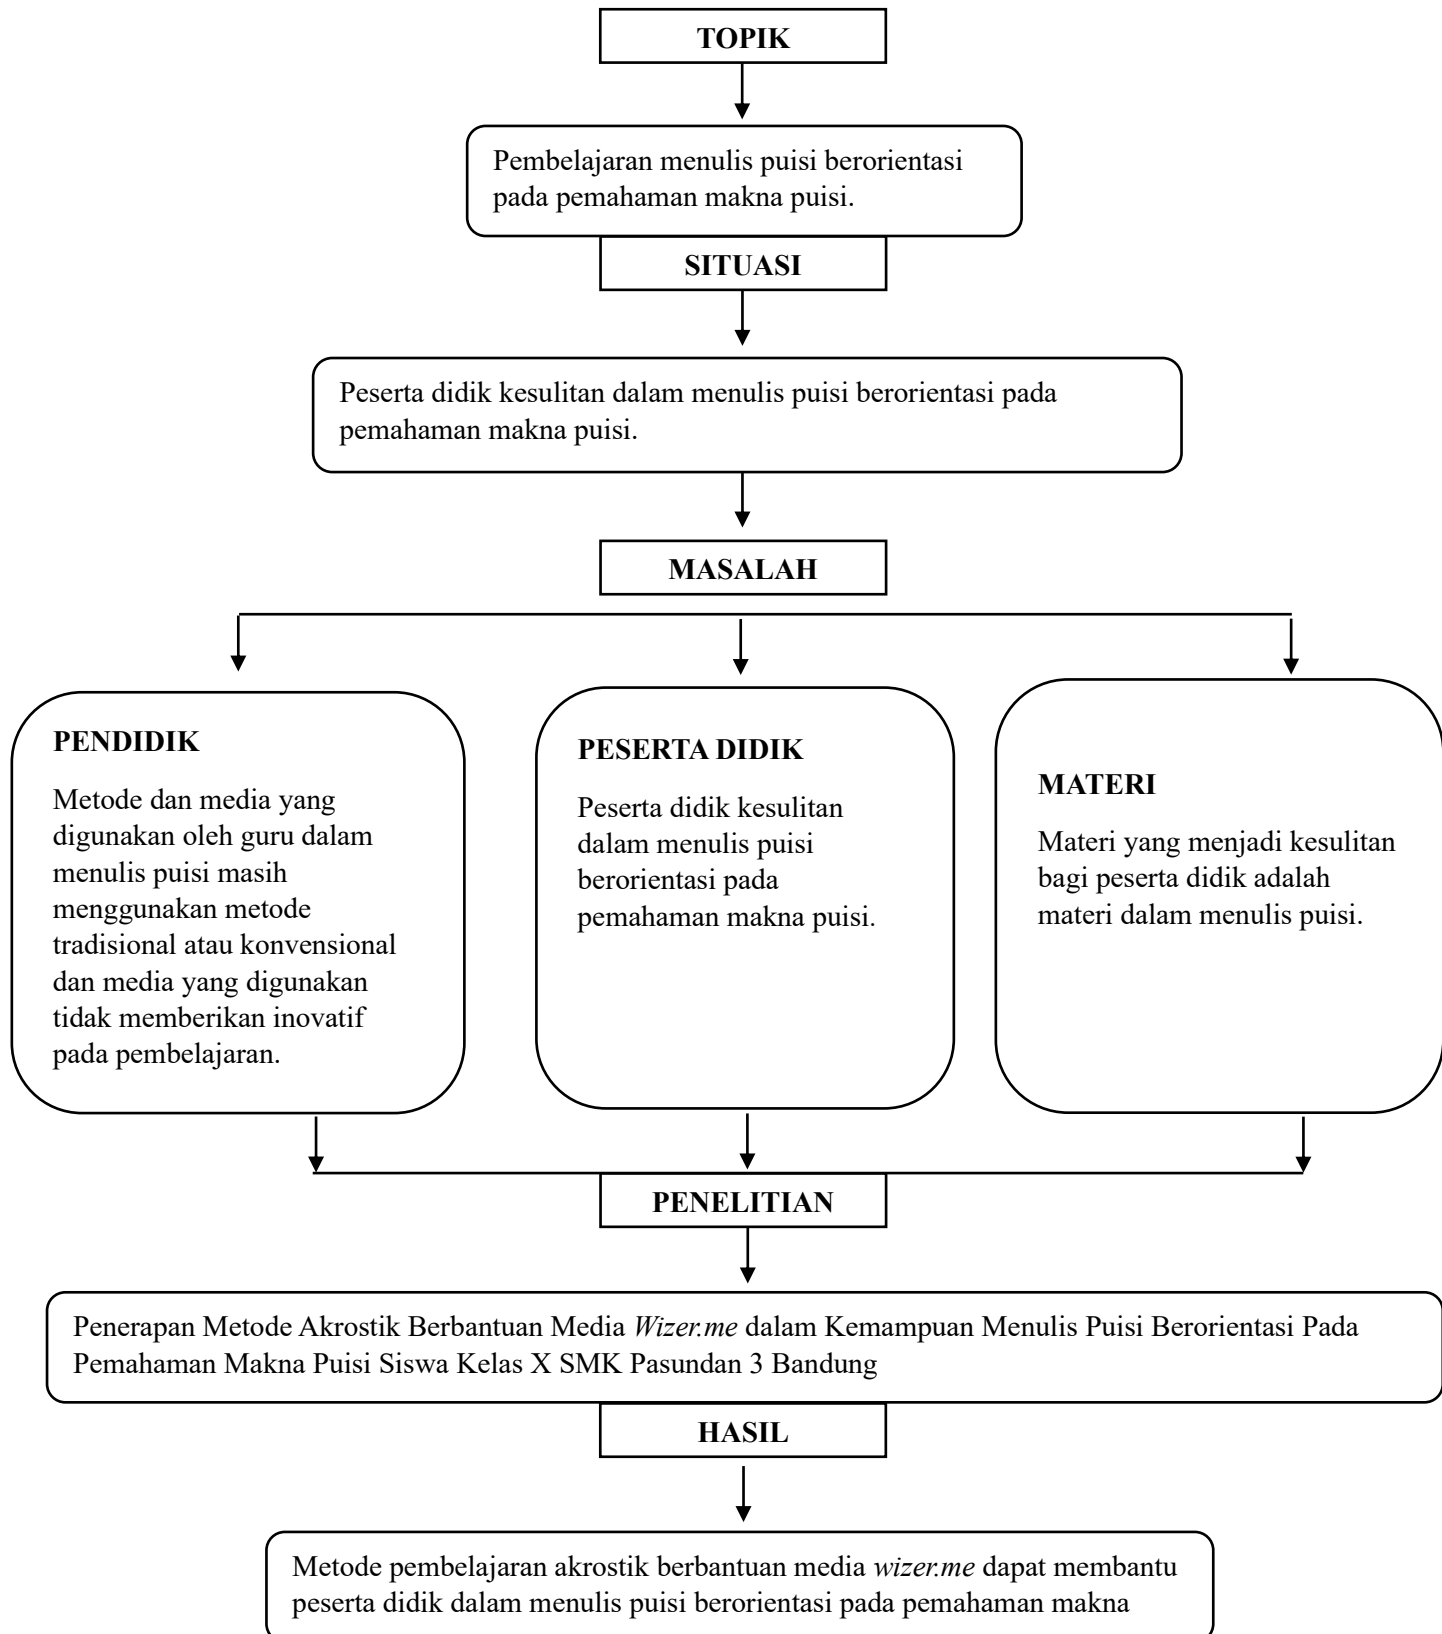 TOPIK
Pembelajaran menulis puisi berorientasi
pada pemahaman makna puisi.
SITUASI
Peserta didik kesulitan dalam menulis puisi berorientasi pada
pemahaman makna puisi.
MASALAH
PENDIDIK
Metode dan media yang
digunakan oleh guru dalam
menulis puisi masih
menggunakan metode
tradisional atau konvensional
dan media yang digunakan
tidak memberikan inovatif
pada pembelajaran.
PESERTA DIDIK
Peserta didik kesulitan
dalam menulis puisi
berorientasi pada
pemahaman makna puisi.
MATERI
Materi yang menjadi kesulitan
bagi peserta didik adalah
materi dalam menulis puisi.
PENELITIAN
Penerapan Metode Akrostik Berbantuan Media Wizer.me dalam Kemampuan Menulis Puisi Berorientasi Pada
Pemahaman Makna Puisi Siswa Kelas X SMK Pasundan 3 Bandung
HASIL
Metode pembelajaran akrostik berbantuan media wizer.me dapat membantu
peserta didik dalam menulis puisi berorientasi pada pemahaman makna